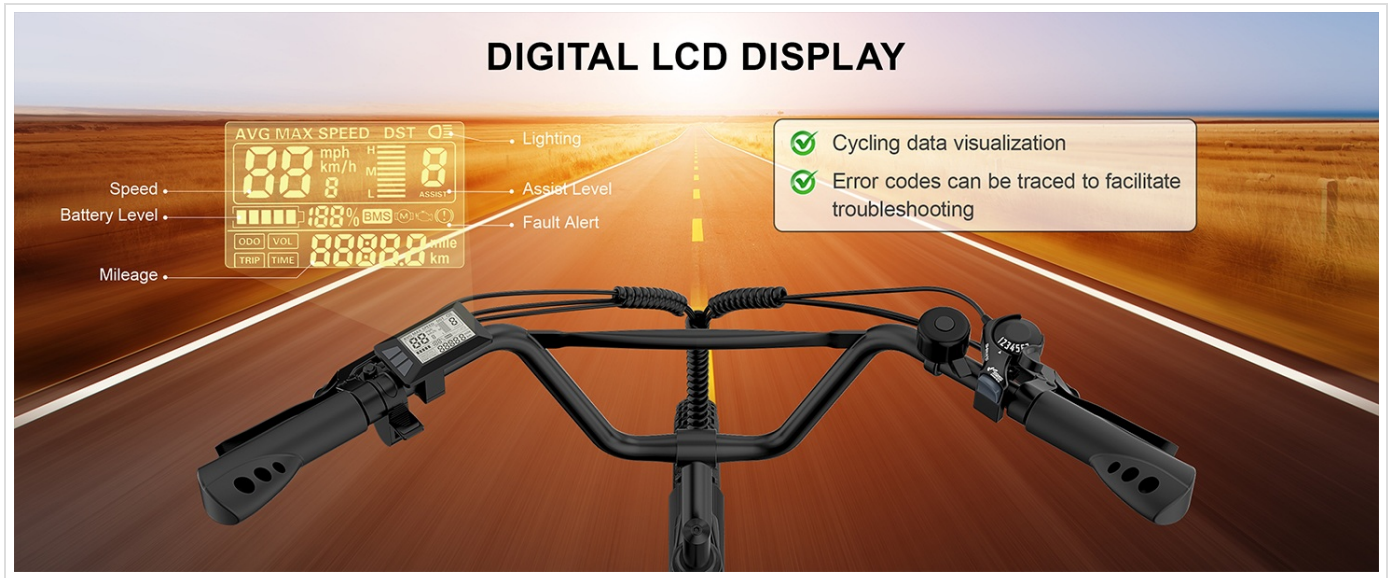 DIGITAL LCD DISPLAY
AVG MAX SPEED DST
Lighting
Cycling data visualization
88 mph H 8
km/h M
8 L ASSIST
Speed
Assist Level
Error codes can be traced to facilitate
troubleshooting
Battery Level
188% BMS M
Fault Alert
ODO VOL
8888.8 mile
TRIP TIME
km
Mileage